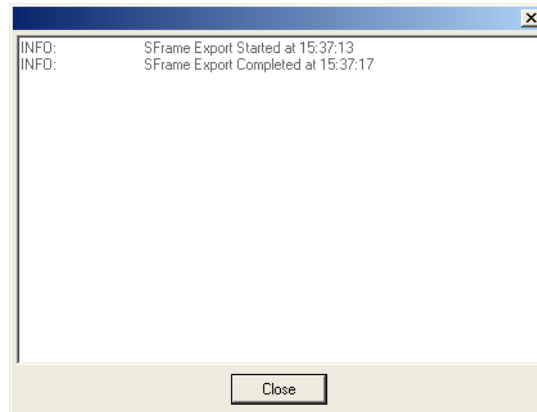 INFO: SFrame Export Started at 15:37:13
INFO: SFrame Export Completed at 15:37:17
Close